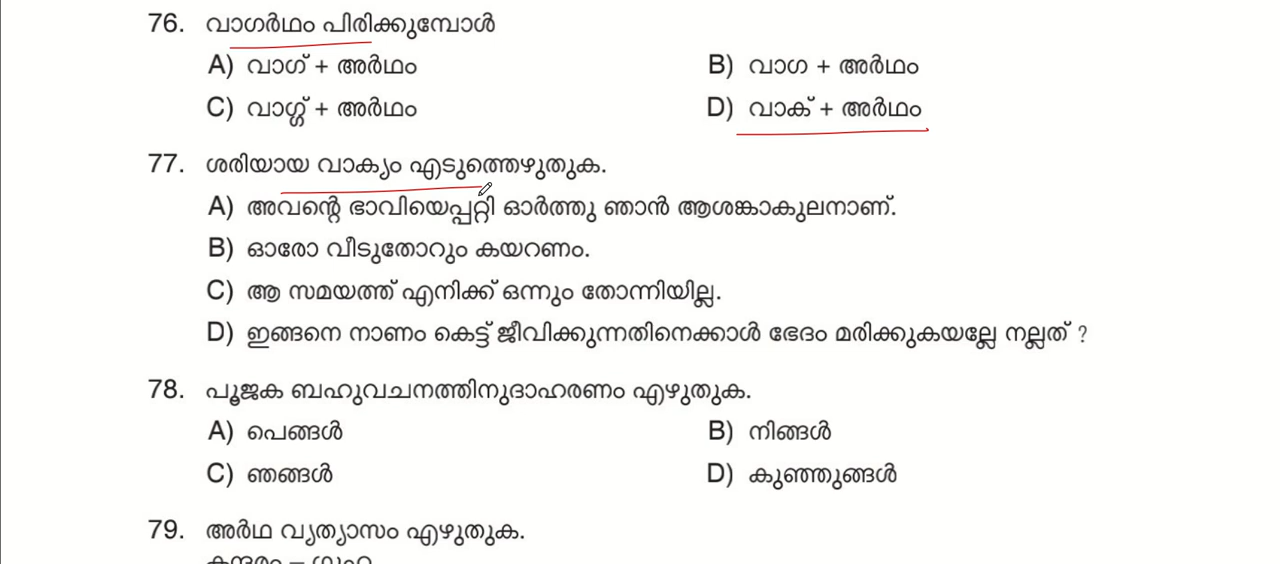 76. വാഗർഥം പിരിക്കുമ്പോൾ
A) വാഗ് + അർഥം B) വാഗ + അർഥം
C) വാഗ്ഗ് + അർഥം D) വാക് + അർഥം
77. ശരിയായ വാക്യം എടുത്തെഴുതുക.
A) അവന്റെ ഭാവിയെപ്പറ്റി ഓർത്തു ഞാൻ ആശങ്കാകുലനാണ്.
B) ഓരോ വീടുതോറും കയറണം.
C) ആ സമയത്ത് എനിക്ക് ഒന്നും തോന്നിയില്ല.
D) ഇങ്ങനെ നാണം കെട്ട് ജീവിക്കുന്നതിനെക്കാൾ ഭേദം മരിക്കുകയല്ലേ നല്ലത് ?
78. പൂജക ബഹുവചനത്തിനുദാഹരണം എഴുതുക.
A) പെങ്ങൾ B) നിങ്ങൾ
C) ഞങ്ങൾ D) കുഞ്ഞുങ്ങൾ
79. അർഥ വ്യത്യാസം എഴുതുക.